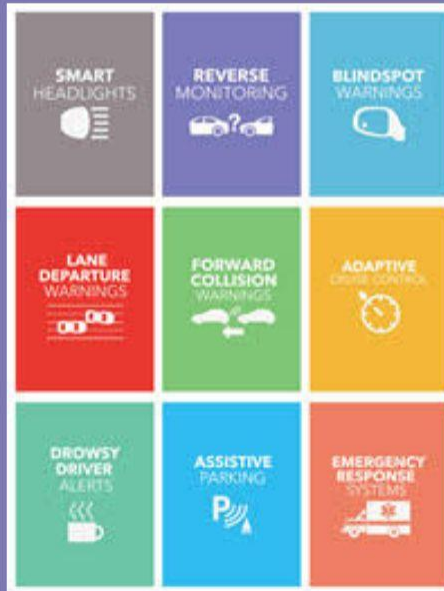 SMART
HEADLIGHTS
REVERSE
MONITORING
?
BLINDSPOT
WARNINGS
LANE
DEPARTURE
WARNINGS
FORWARD
COLLISION
WARNINGS
ADAPTIVE
CRUISE CONTROL
DROWSY
DRIVER
ALERTS
ASSISTIVE
PARKING
P
EMERGENCY
RESPONSE
SYSTEMS